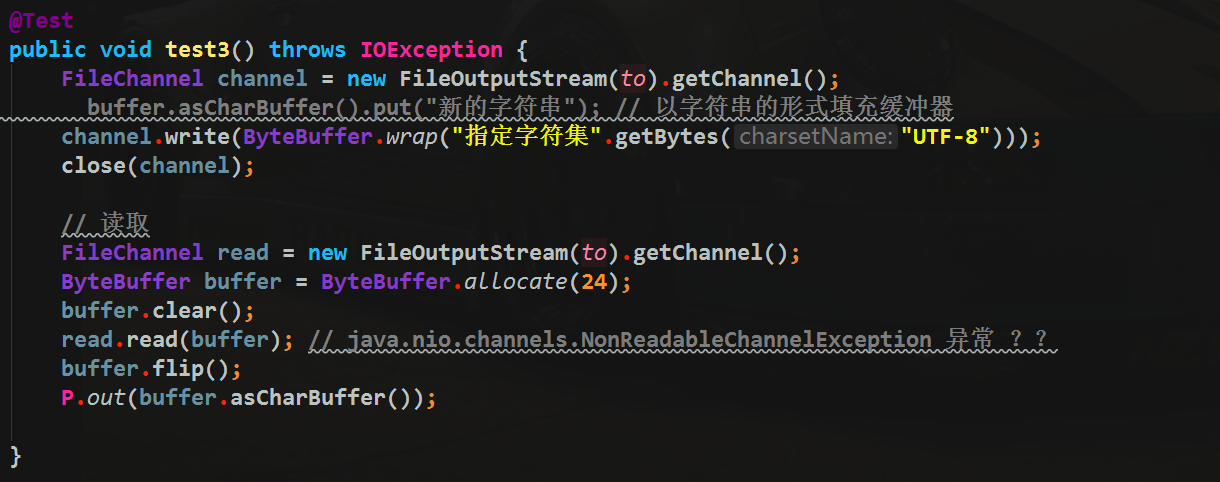 @Test
public void test3() throws IOException {
FileChannel channel = new FileOutputStream(to).getChannel();
buffer.asCharBuffer().put("新的字符串"); // 以字符串的形式填充缓冲器
channel.write(ByteBuffer.wrap("指定字符集".getBytes( charsetName: "UTF-8")));
close(channel);
// 读取
FileChannel read = new FileOutputStream(to).getChannel();
ByteBuffer buffer = ByteBuffer.allocate(24);
buffer.clear();
read.read(buffer); // java.nio.channels.NonReadableChannelException 异常 ？？
buffer.flip();
P.out(buffer.asCharBuffer());
}